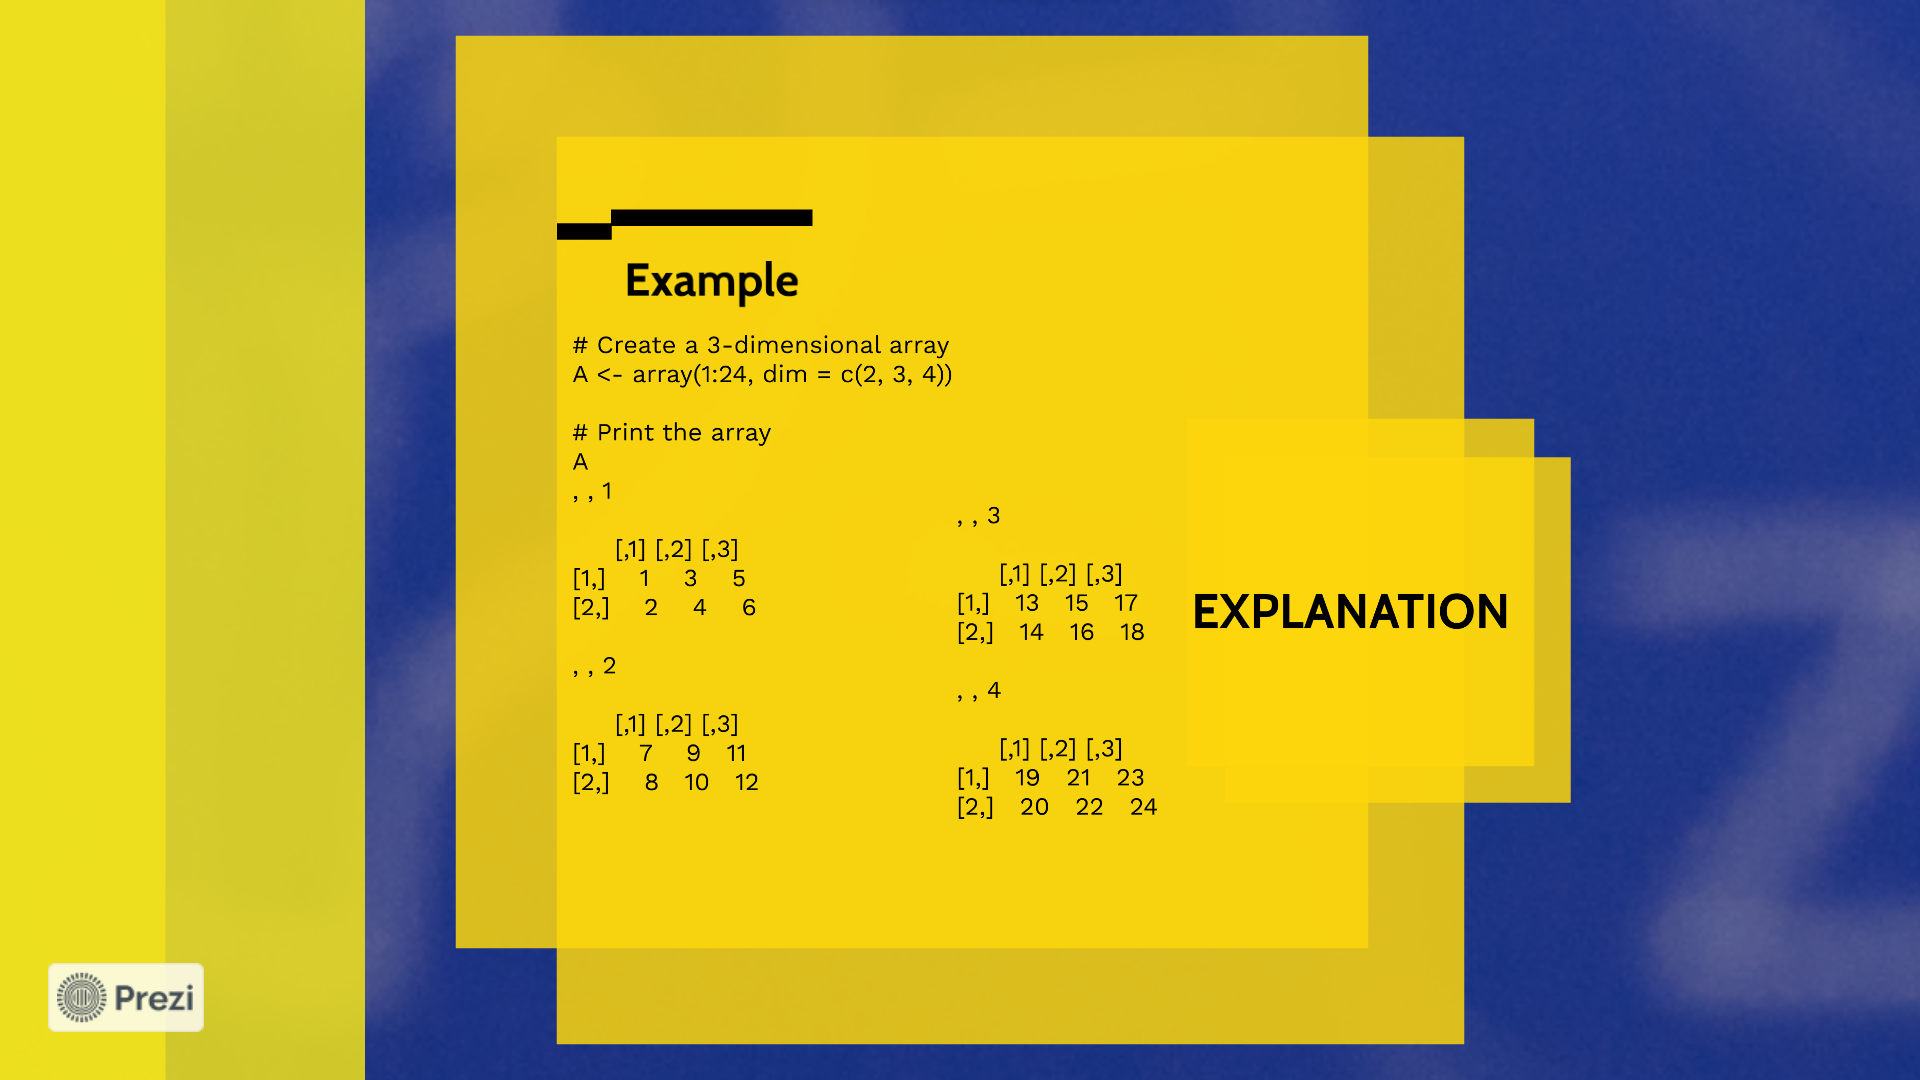 Example
# Create a 3-dimensional array
A <- array(1:24, dim = c(2, 3, 4))
# Print the array
A
, , 1
[,1] [,2] [,3]
[1,] 1 3 5
[2,] 2 4 6
, , 2
[,1] [,2] [,3]
[1,] 7 9 11
[2,] 8 10 12
, , 3
[,1] [,2] [,3]
[1,] 13 15 17
[2,] 14 16 18
, , 4
[,1] [,2] [,3]
[1,] 19 21 23
[2,] 20 22 24
EXPLANATION
Prezi